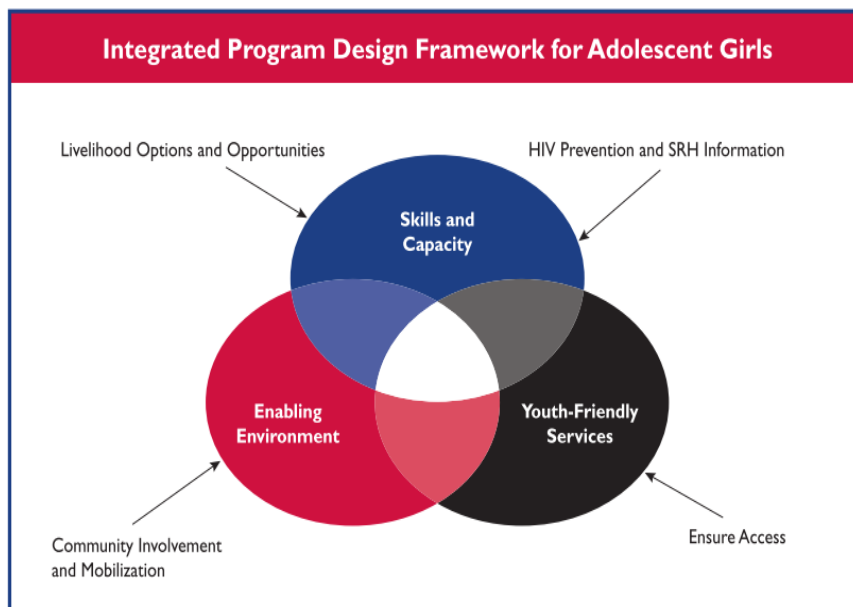 Integrated Program Design Framework for Adolescent Girls
Livelihood Options and Opportunities
HIV Prevention and SRH Information
Skills and
Capacity
Enabling
Environment
Youth-Friendly
Services
Community Involvement
and Mobilization
Ensure Access